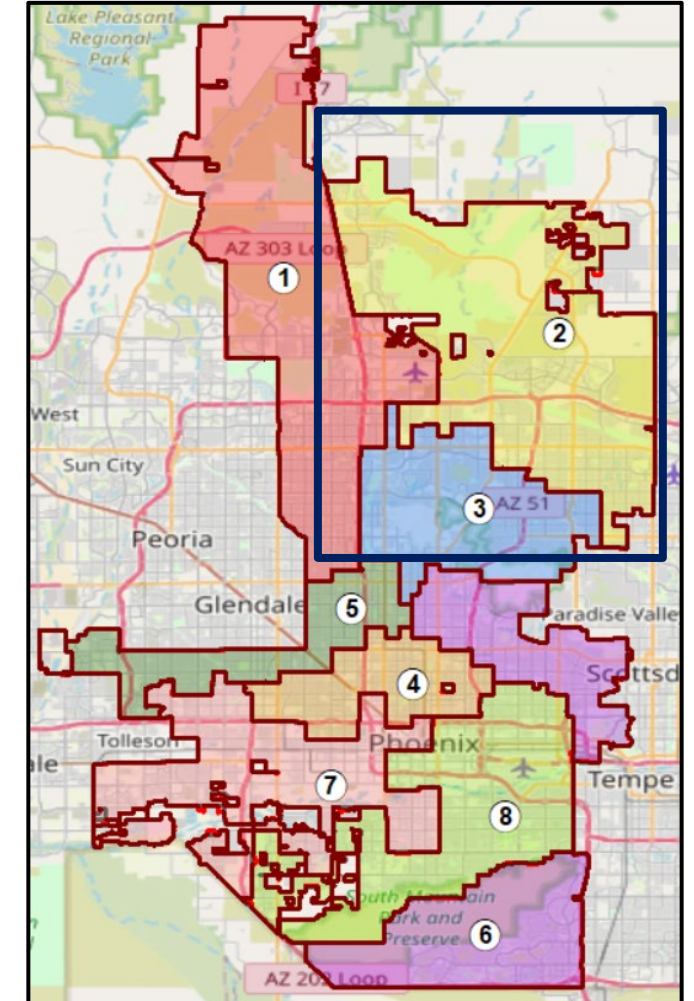 Lake Pleasant
Regional
Park
I 17
AZ 303 Loop
1
2
West
Sun City
3
AZ 51
Peoria
Glendale
5
Paradise Valle
4
Scottsd
Tolleson
Phoenix
ale
7
Tempe
8
South Mountain
Park and
Preserve
6
AZ 202 Loop